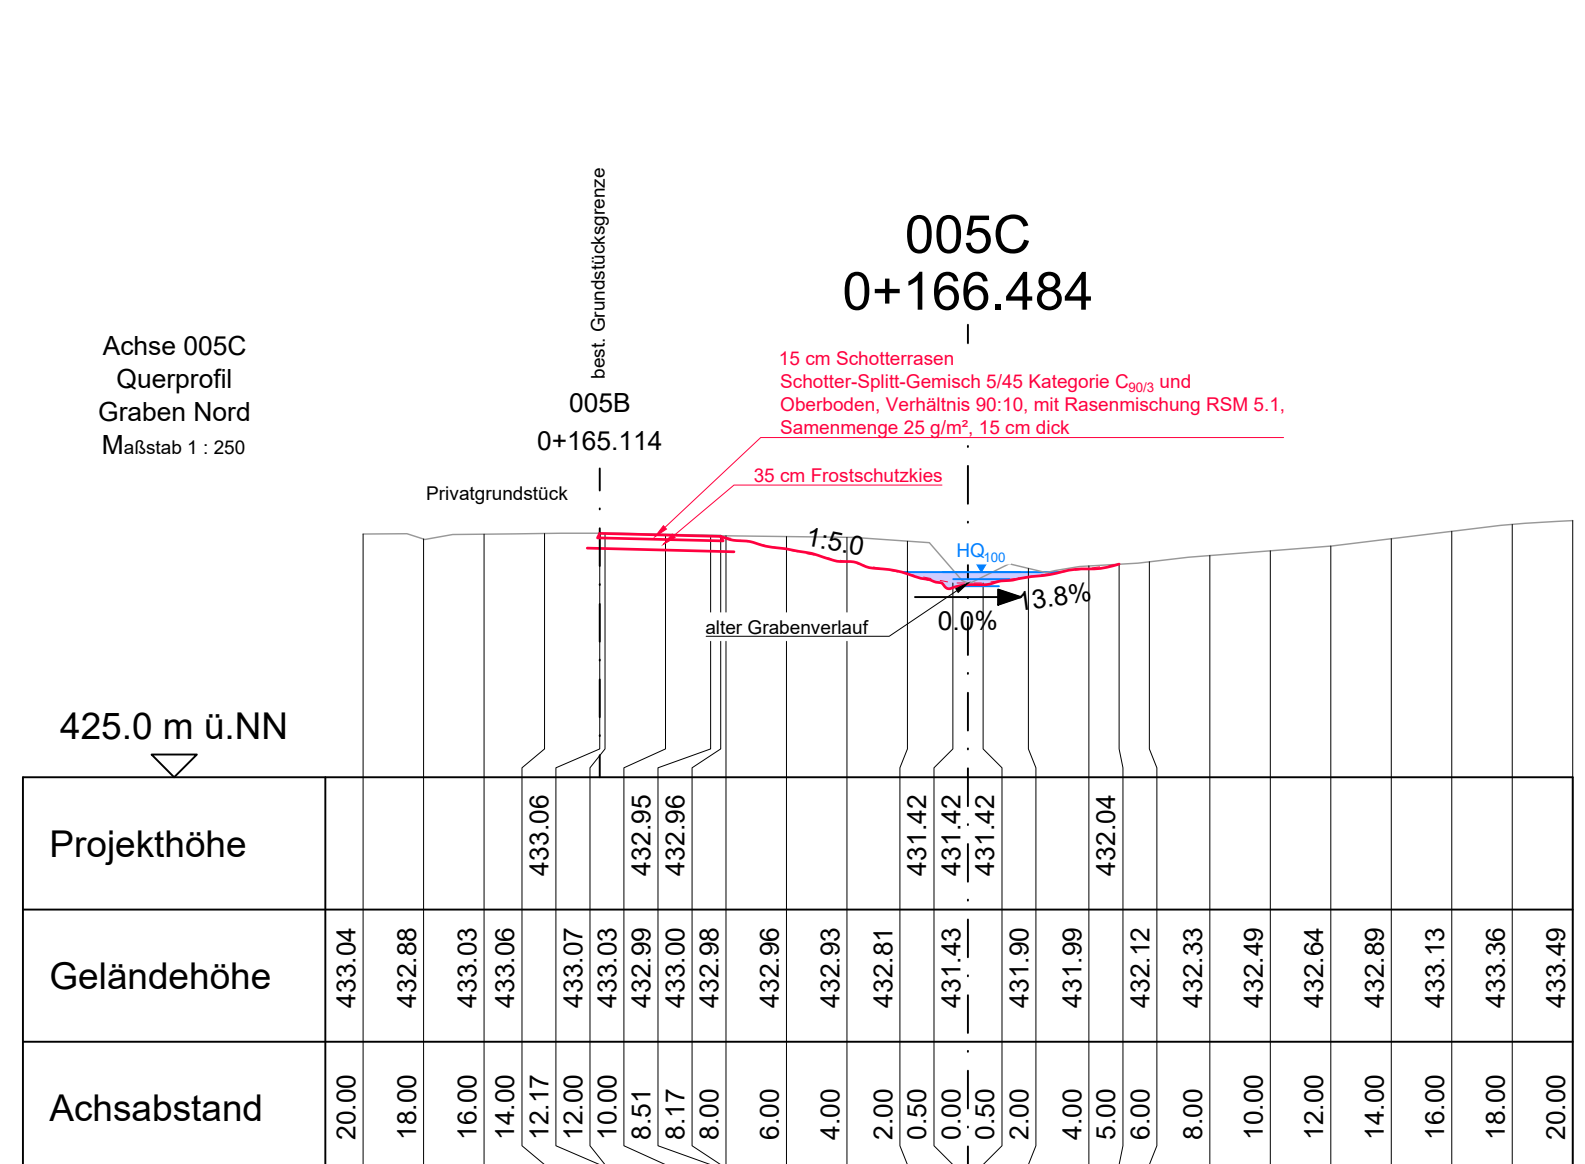 best. Grundstücksgrenze
005C
0+166.484
Achse 005C
Querprofil
Graben Nord
Maßstab 1 : 250
005B
0+165.114
15 cm Schotterrasen
Schotter-Splitt-Gemisch 5/45 Kategorie C90/3 und
Oberboden, Verhältnis 90:10, mit Rasenmischung RSM 5.1,
Samenmenge 25 g/m², 15 cm dick
35 cm Frostschutzkies
Privatgrundstück
1:5.0
HQ100
13.8%
0.0%
alter Grabenverlauf
425.0 m ü.NN
Projekthöhe 433.06 432.95 432.96 431.42 431.42 431.42 432.04
Geländehöhe 433.04 432.88 433.03 433.06 433.07 433.03 432.99 433.00 432.98 432.96 432.93 432.81 431.43 431.90 431.99 432.12 432.33 432.49 432.64 432.89 433.13 433.36 433.49
Achsabstand 20.00 18.00 16.00 14.00 12.17 12.00 10.00 8.51 8.17 8.00 6.00 4.00 2.00 0.50 0.00 0.50 2.00 4.00 5.00 6.00 8.00 10.00 12.00 14.00 16.00 18.00 20.00